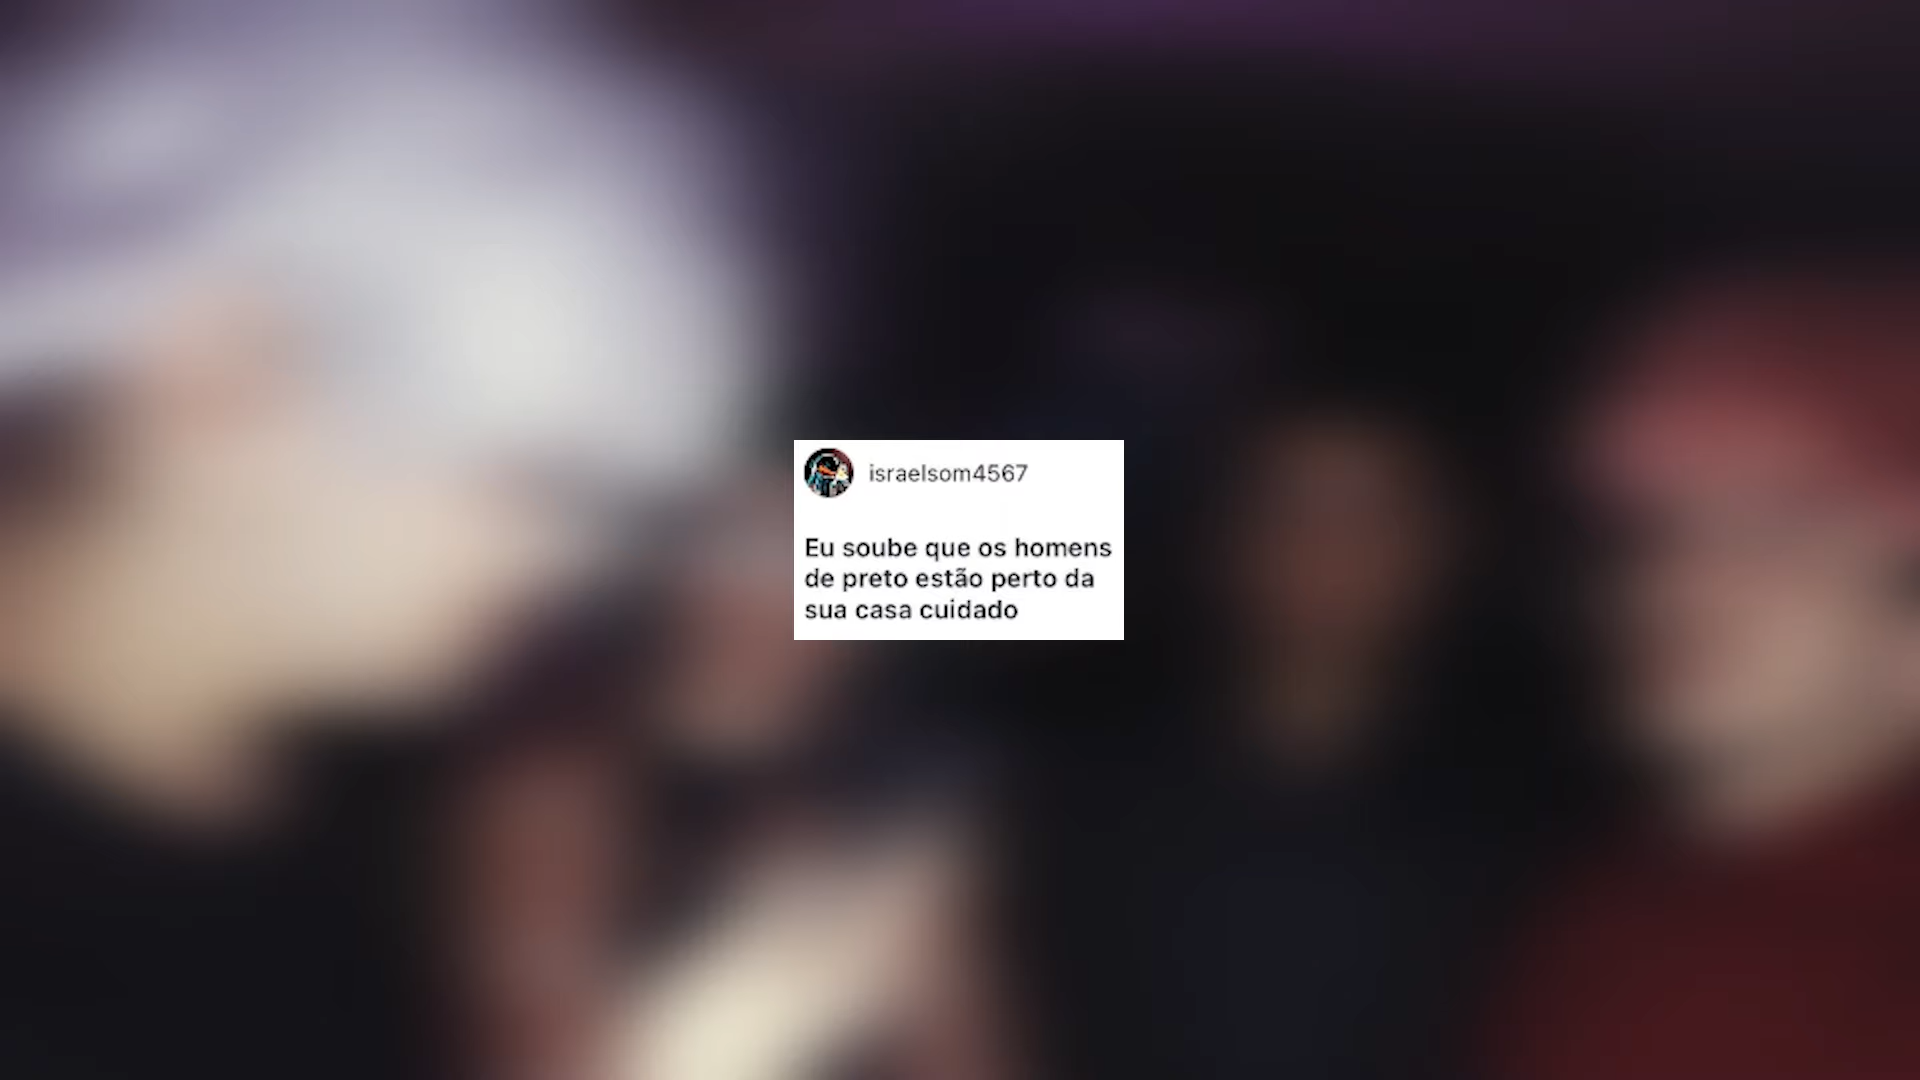 israelsom4567
Eu soube que os homens
de preto estão perto da
sua casa cuidado